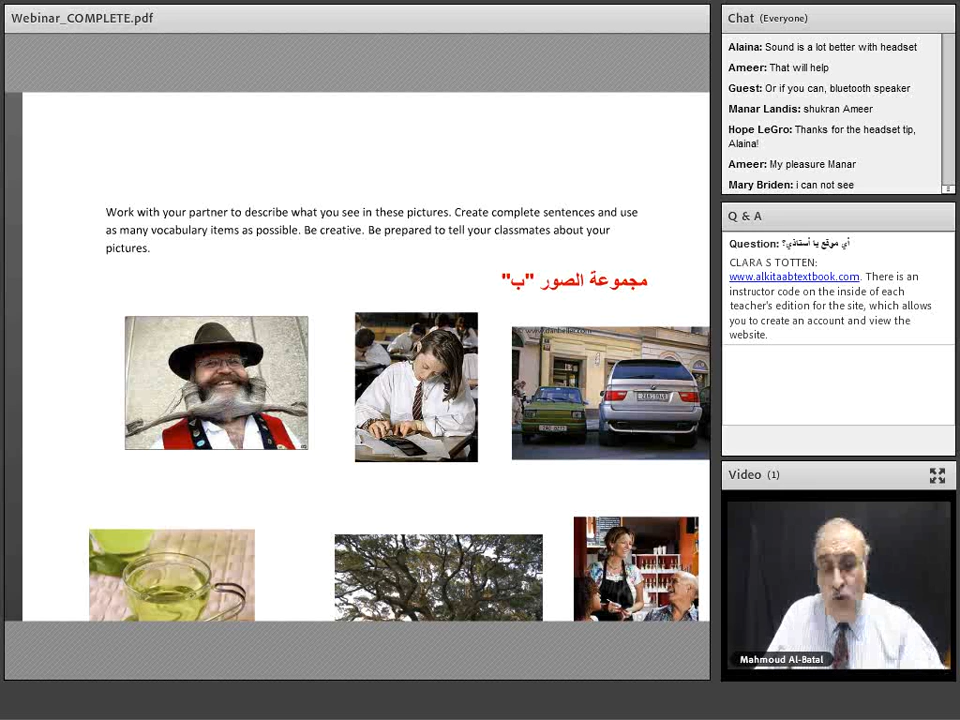 Webinar_COMPLETE.pdf
Work with your partner to describe what you see in these pictures. Create complete sentences and use
as many vocabulary items as possible. Be creative. Be prepared to tell your classmates about your
pictures.
مجموعة الصور "ب"
Chat (Everyone)
Alaina: Sound is a lot better with headset
Ameer: That will help
Guest: Or if you can, bluetooth speaker
Manar Landis: shukran Ameer
Hope LeGro: Thanks for the headset tip,
Alaina!
Ameer: My pleasure Manar
Mary Briden: i can not see
Q & A
Question: أي موقع يا أستاذي؟
CLARA S TOTTEN:
www.alkitaabtextbook.com. There is an
instructor code on the inside of each
teacher's edition for the site, which allows
you to create an account and view the
website.
Video (1)
Mahmoud Al-Batal